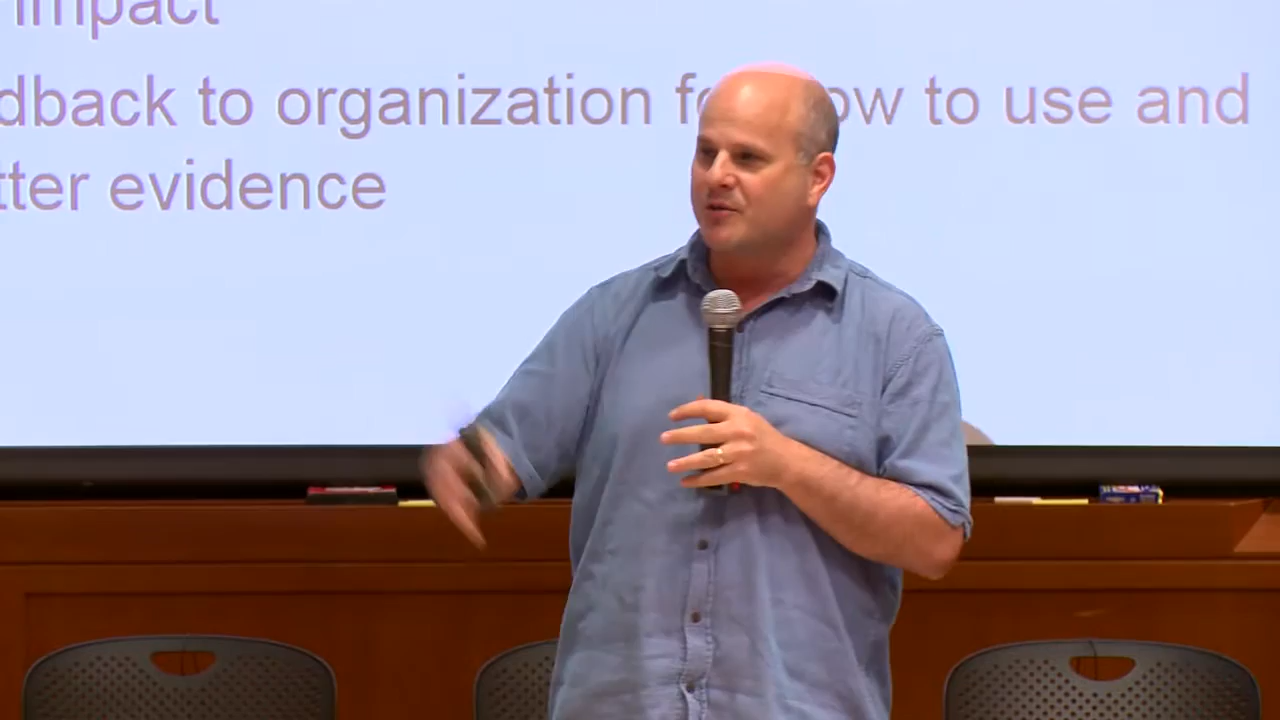 impact
dback to organization f ow to use and
tter evidence